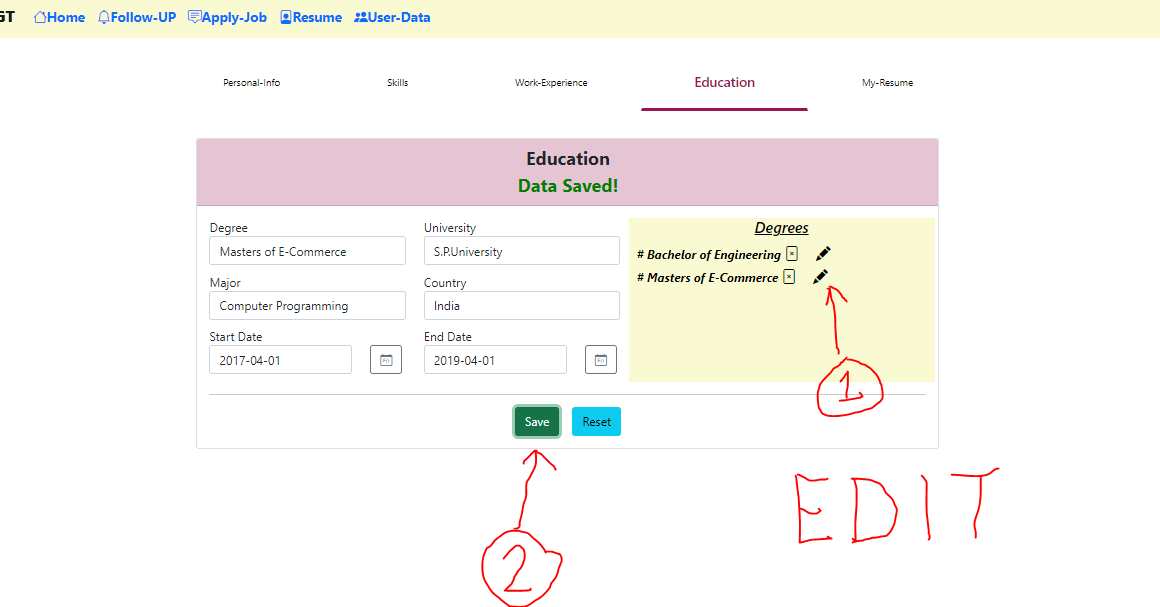 GT Home Follow-UP Apply-Job Resume User-Data
Personal-Info Skills Work-Experience Education My-Resume
Education
Data Saved!
Degree University
Masters of E-Commerce S.P.University
Major Country
Computer Programming India
Start Date End Date
2017-04-01 2019-04-01
Degrees
# Bachelor of Engineering
# Masters of E-Commerce
1
Save Reset
EDIT
2